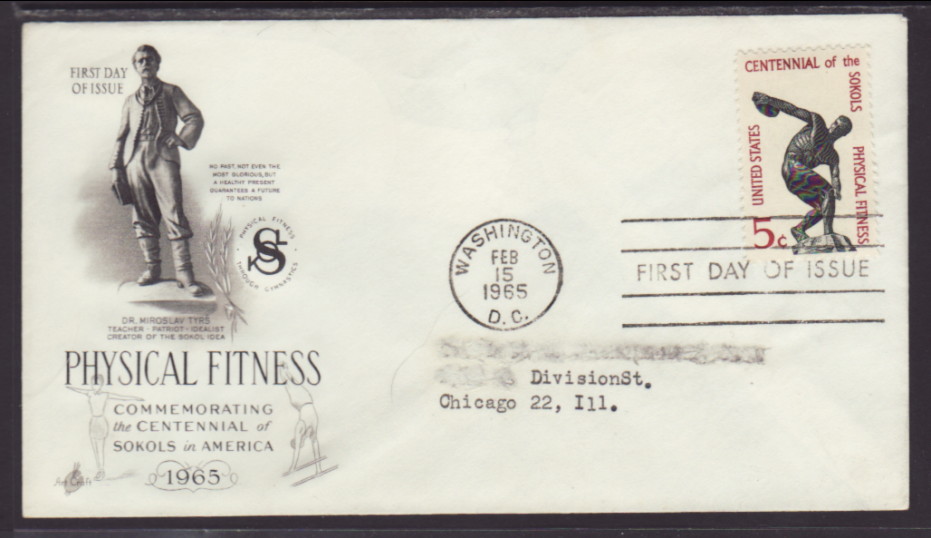 FIRST DAY
OF ISSUE
NO PAST, NOT EVEN THE
MOST GLORIOUS, BUT
A HEALTHY PRESENT
GUARANTEES A FUTURE
TO NATIONS
PHYSICAL FITNESS
THROUGH GYMNASTICS
DR. MIROSLAV TYRS
TEACHER - PATRIOT - IDEALIST
CREATOR OF THE SOKOL IDEA
PHYSICAL FITNESS
COMMEMORATING
the CENTENNIAL of
SOKOLS in AMERICA
1965
Art Craft
WASHINGTON
FEB
15
1965
D.C.
CENTENNIAL of the
SOKOLS
PHYSICAL FITNESS
UNITED STATES
5c
FIRST DAY OF ISSUE
DivisionSt.
Chicago 22, Ill.